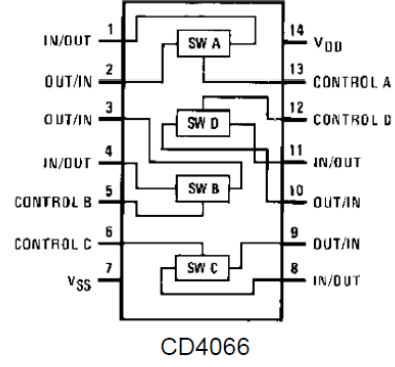 IN/OUT 1 14 VDD
SW A
OUT/IN 2 13 CONTROL A
OUT/IN 3 12 CONTROL D
SW D
IN/OUT 4 11 IN/OUT
SW B
CONTROL B 5 10 OUT/IN
CONTROL C 6 9 OUT/IN
SW C
VSS 7 8 IN/OUT
CD4066